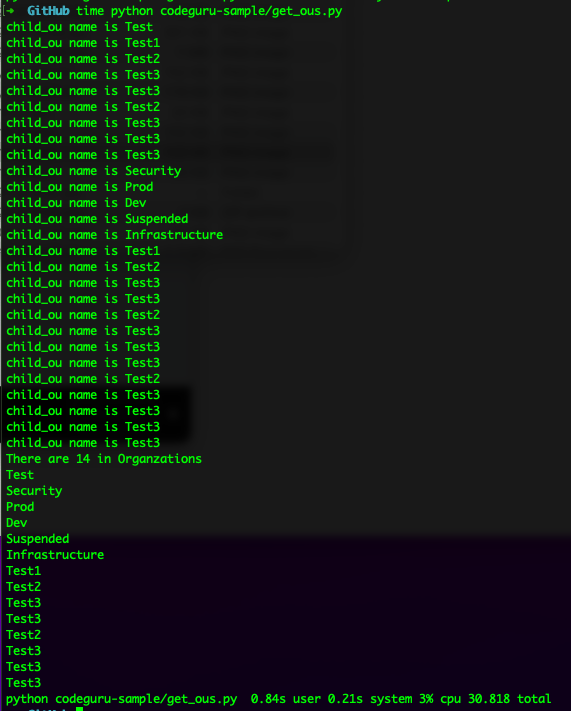 → GitHub time python codeguru-sample/get_ous.py
child_ou name is Test
child_ou name is Test1
child_ou name is Test2
child_ou name is Test3
child_ou name is Test3
child_ou name is Test2
child_ou name is Test3
child_ou name is Test3
child_ou name is Test3
child_ou name is Security
child_ou name is Prod
child_ou name is Dev
child_ou name is Suspended
child_ou name is Infrastructure
child_ou name is Test1
child_ou name is Test2
child_ou name is Test3
child_ou name is Test3
child_ou name is Test2
child_ou name is Test3
child_ou name is Test3
child_ou name is Test3
child_ou name is Test2
child_ou name is Test3
child_ou name is Test3
child_ou name is Test3
child_ou name is Test3
There are 14 in Organzations
Test
Security
Prod
Dev
Suspended
Infrastructure
Test1
Test2
Test3
Test3
Test2
Test3
Test3
Test3
python codeguru-sample/get_ous.py 0.84s user 0.21s system 3% cpu 30.818 total
GitHub